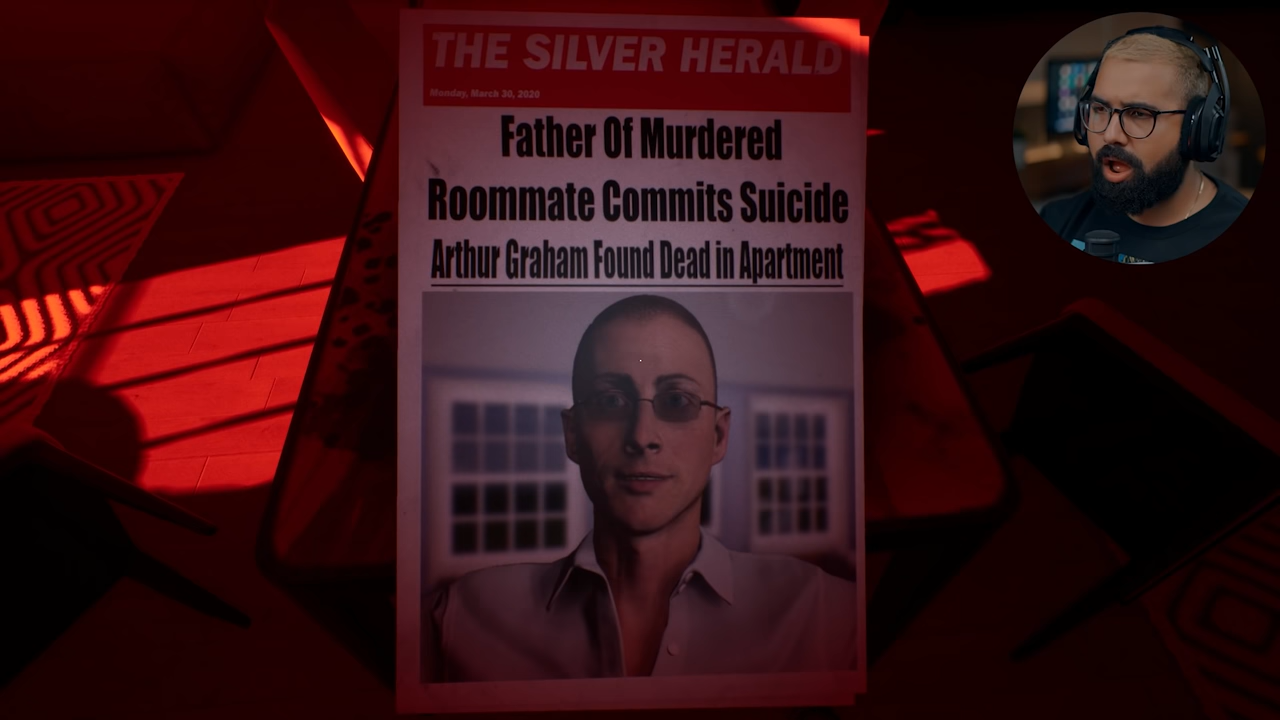 THE SILVER HERALD
Monday, March 30, 2020
Father Of Murdered
Roommate Commits Suicide
Arthur Graham Found Dead in Apartment